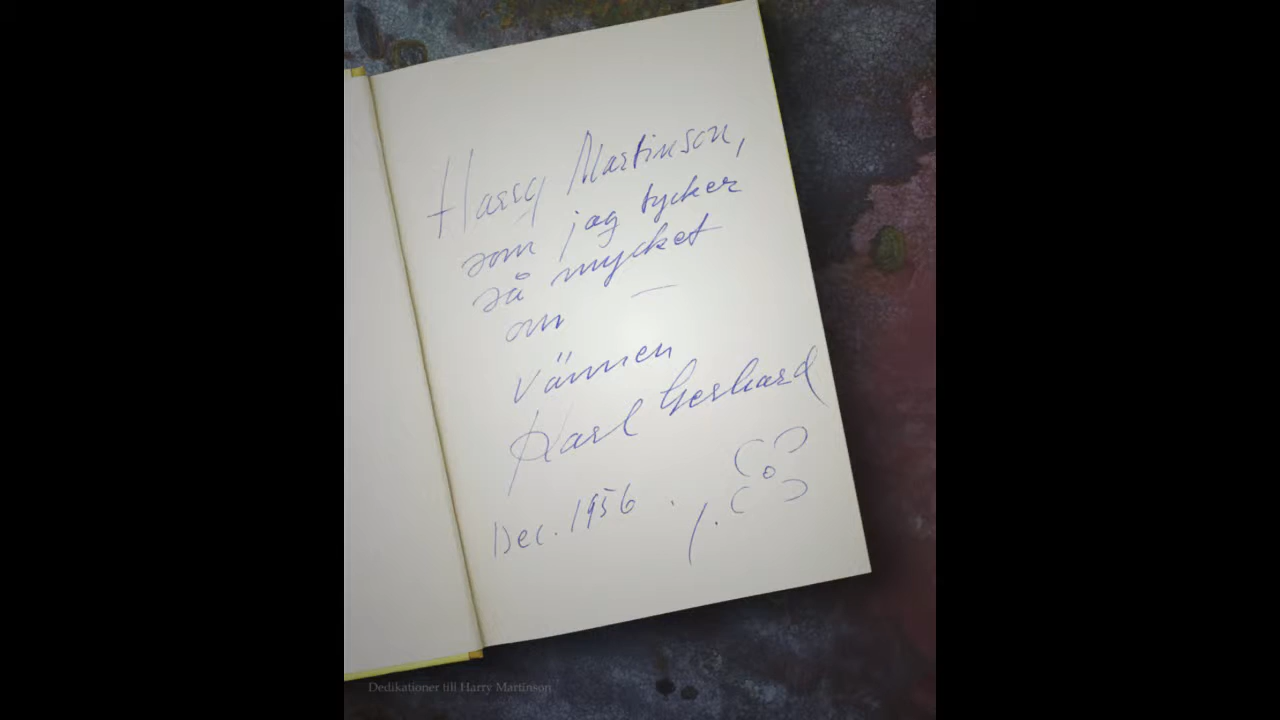 Harry Martinson,
som jag tycker
så mycket
om —
vännen
Karl Gerhard
Dec. 1956.
Dedikationer till Harry Martinson